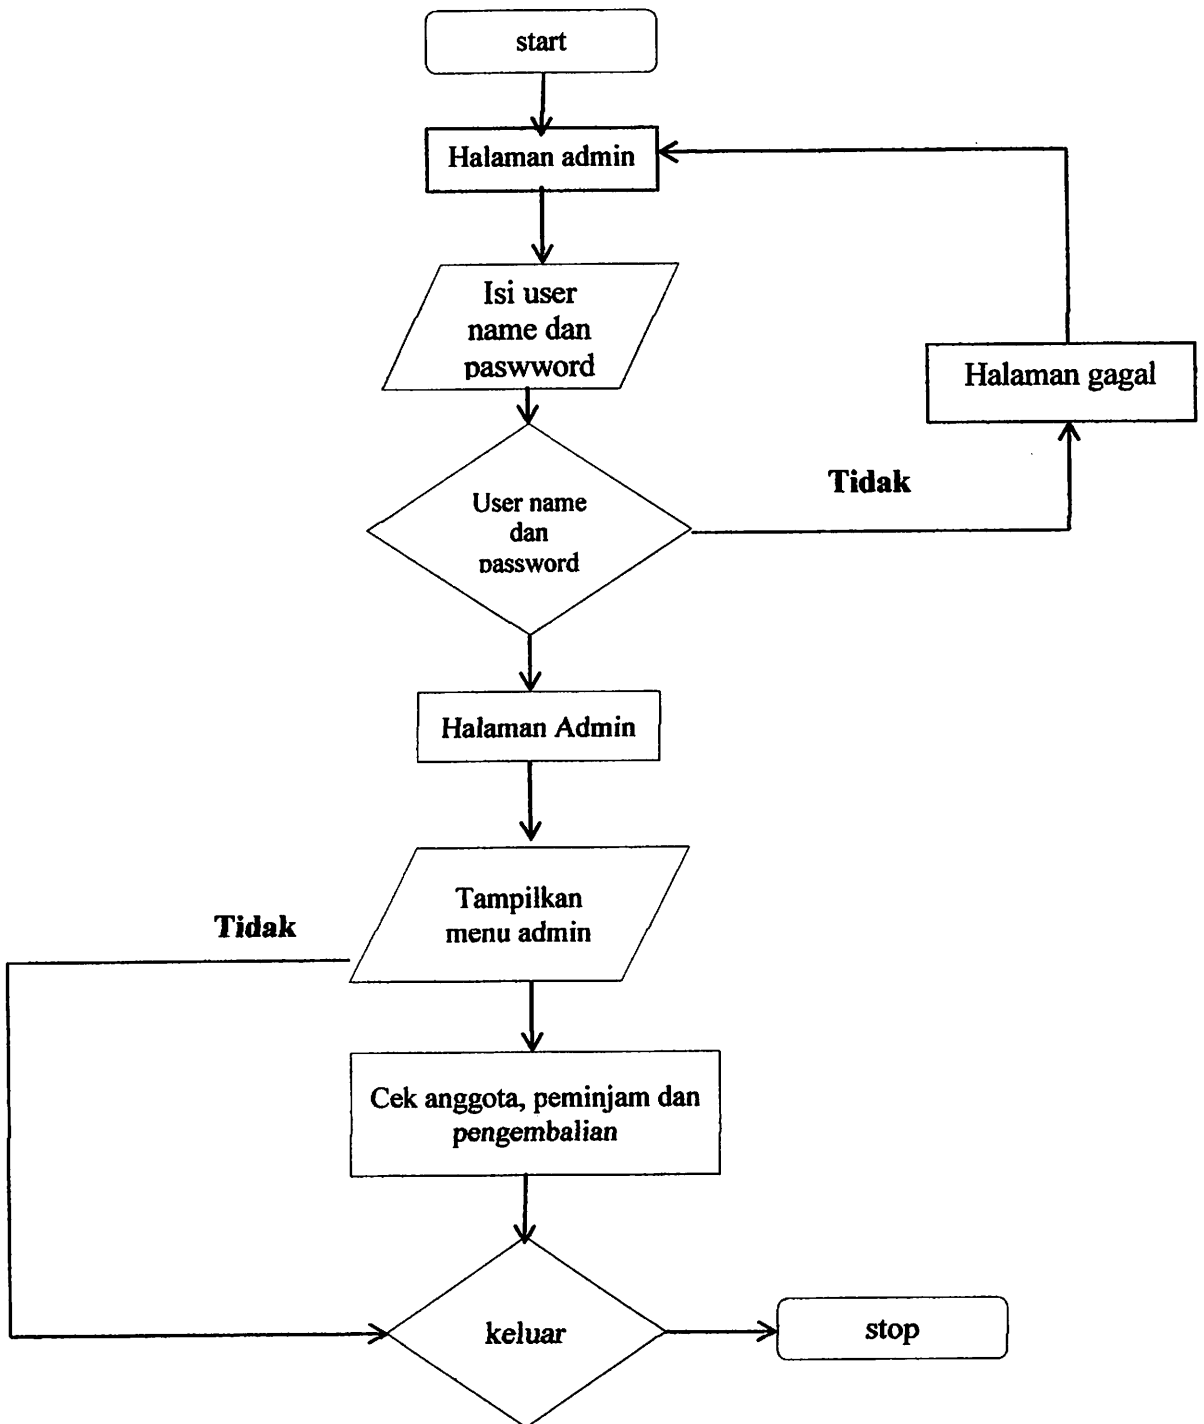 start
Halaman admin
Isi user
name dan
paswword
Halaman gagal
Tidak
User name
dan
password
Halaman Admin
Tampilkan
menu admin
Tidak
Cek anggota, peminjam dan
pengembalian
keluar
stop